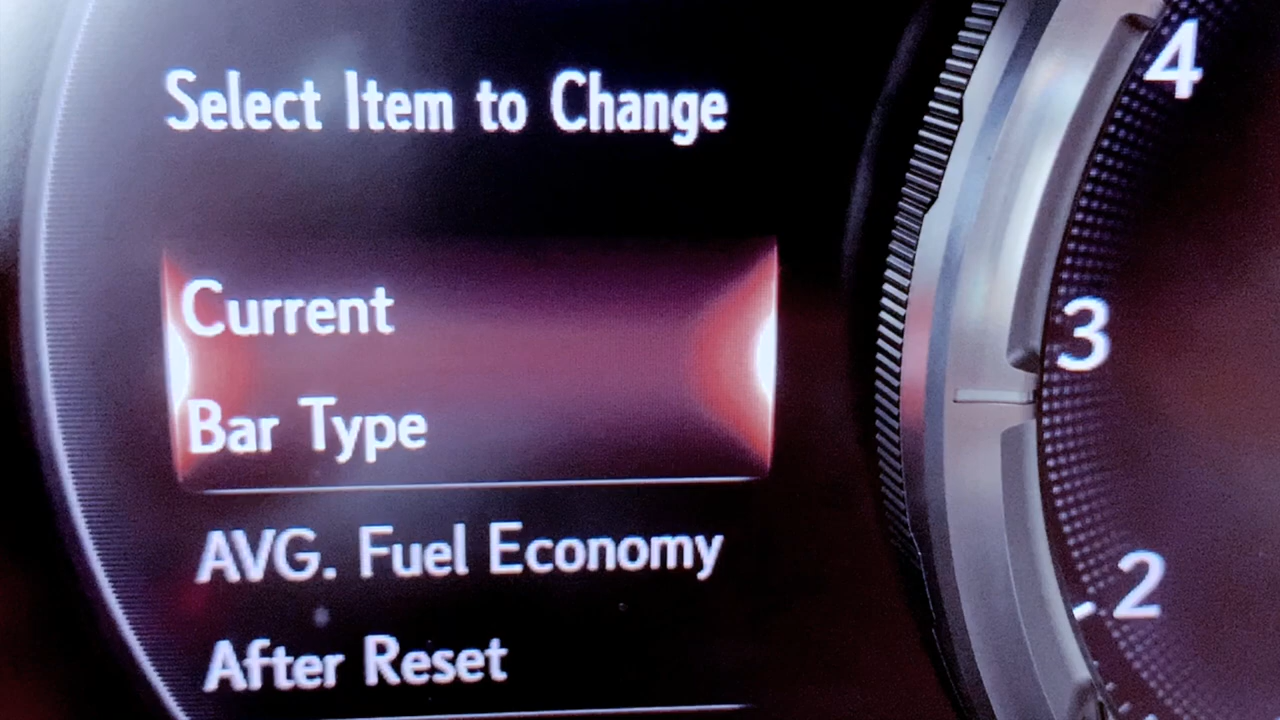 Select Item to Change
Current
Bar Type
AVG. Fuel Economy
After Reset
4
3
2